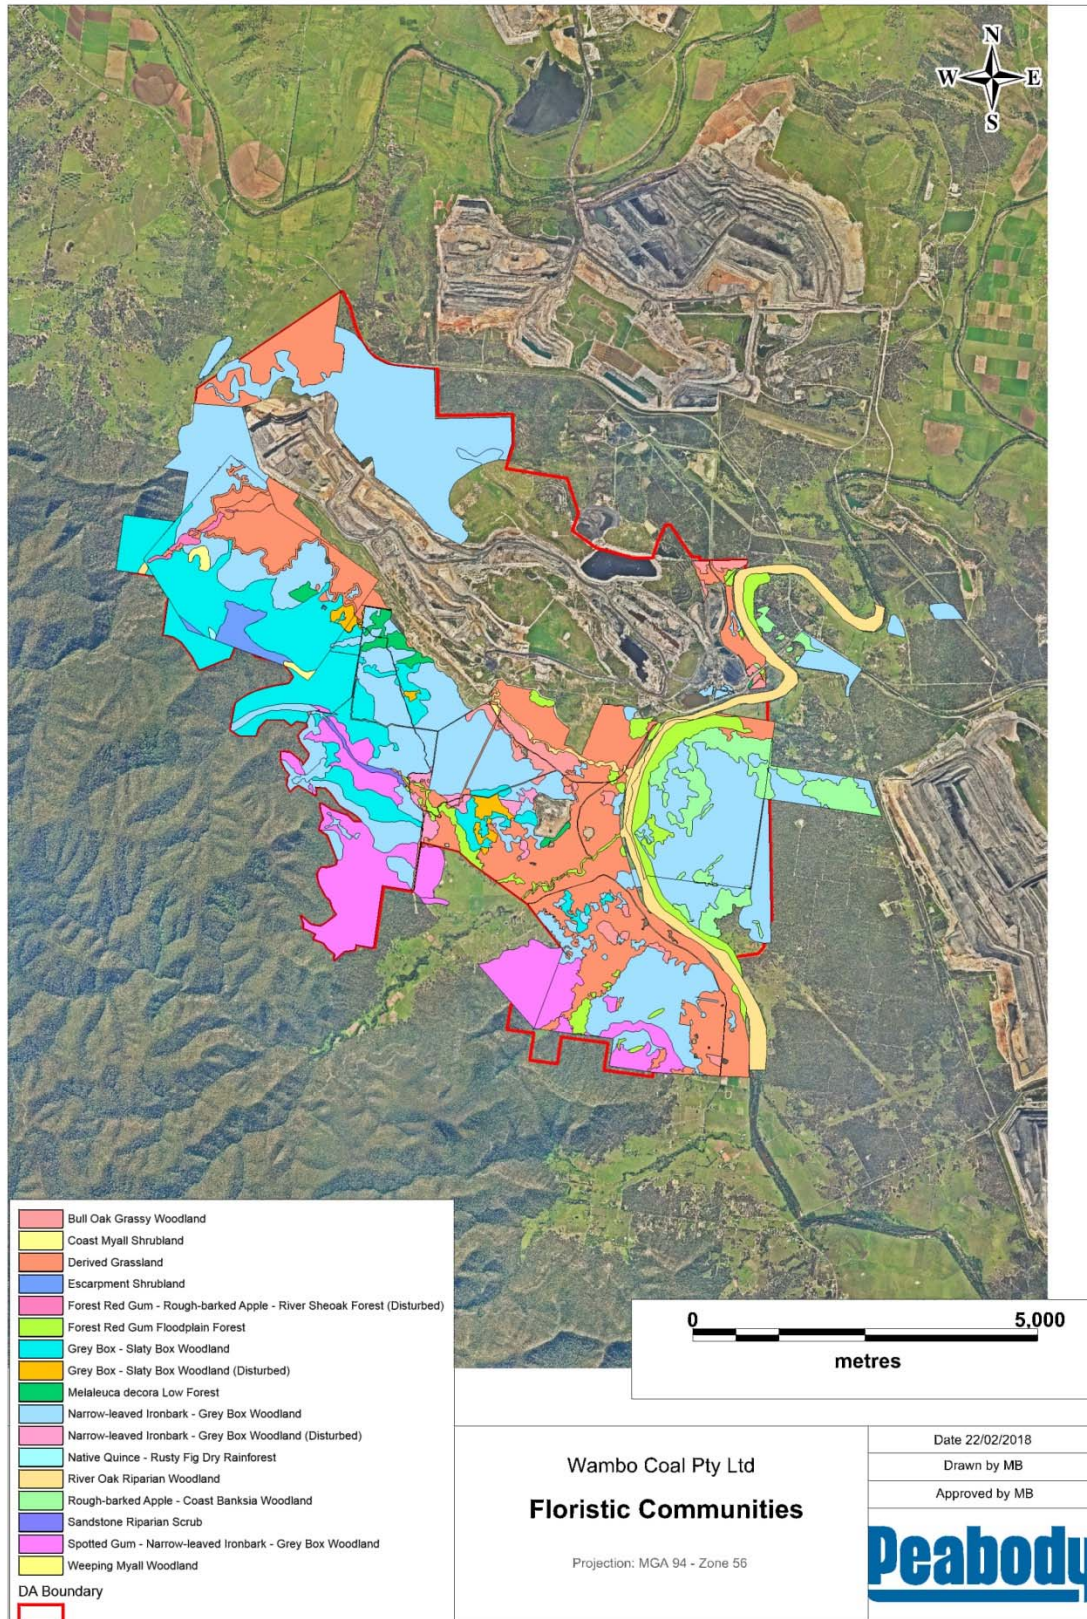 N
W E
S
Bull Oak Grassy Woodland
Coast Myall Shrubland
Derived Grassland
Escarpment Shrubland
Forest Red Gum - Rough-barked Apple - River Sheoak Forest (Disturbed)
Forest Red Gum Floodplain Forest
Grey Box - Slaty Box Woodland
Grey Box - Slaty Box Woodland (Disturbed)
Melaleuca decora Low Forest
Narrow-leaved Ironbark - Grey Box Woodland
Narrow-leaved Ironbark - Grey Box Woodland (Disturbed)
Native Quince - Rusty Fig Dry Rainforest
River Oak Riparian Woodland
Rough-barked Apple - Coast Banksia Woodland
Sandstone Riparian Scrub
Spotted Gum - Narrow-leaved Ironbark - Grey Box Woodland
Weeping Myall Woodland
DA Boundary
0 5,000
metres
Wambo Coal Pty Ltd
Floristic Communities
Projection: MGA 94 - Zone 56
Date 22/02/2018
Drawn by MB
Approved by MB
Peabody